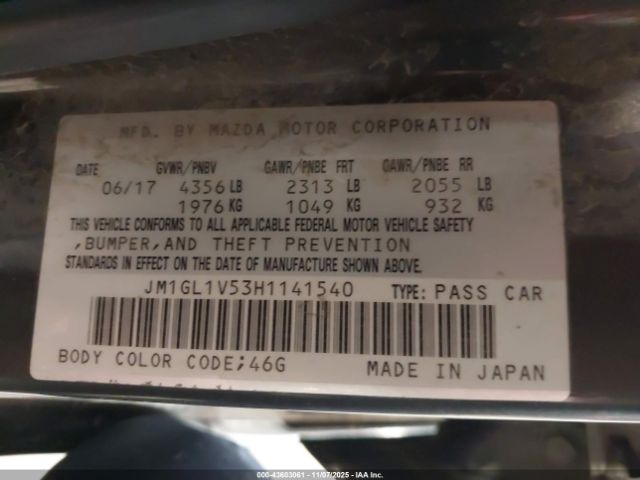 MFD. BY MAZDA MOTOR CORPORATION
DATE GVWR/PNBV GAWR/PNBE FRT GAWR/PNBE RR
06/17 4356 LB 2313 LB 2055 LB
1976 KG 1049 KG 932 KG
THIS VEHICLE CONFORMS TO ALL APPLICABLE FEDERAL MOTOR VEHICLE SAFETY
,BUMPER,AND THEFT PREVENTION
STANDARDS IN EFFECT ON THE DATE OF MANUFACTURE SHOWN ABOVE.
JM1GL1V53H1141540 TYPE: PASS CAR
BODY COLOR CODE;46G MADE IN JAPAN
000-43603061 - 11/07/2025 - IAA Inc.